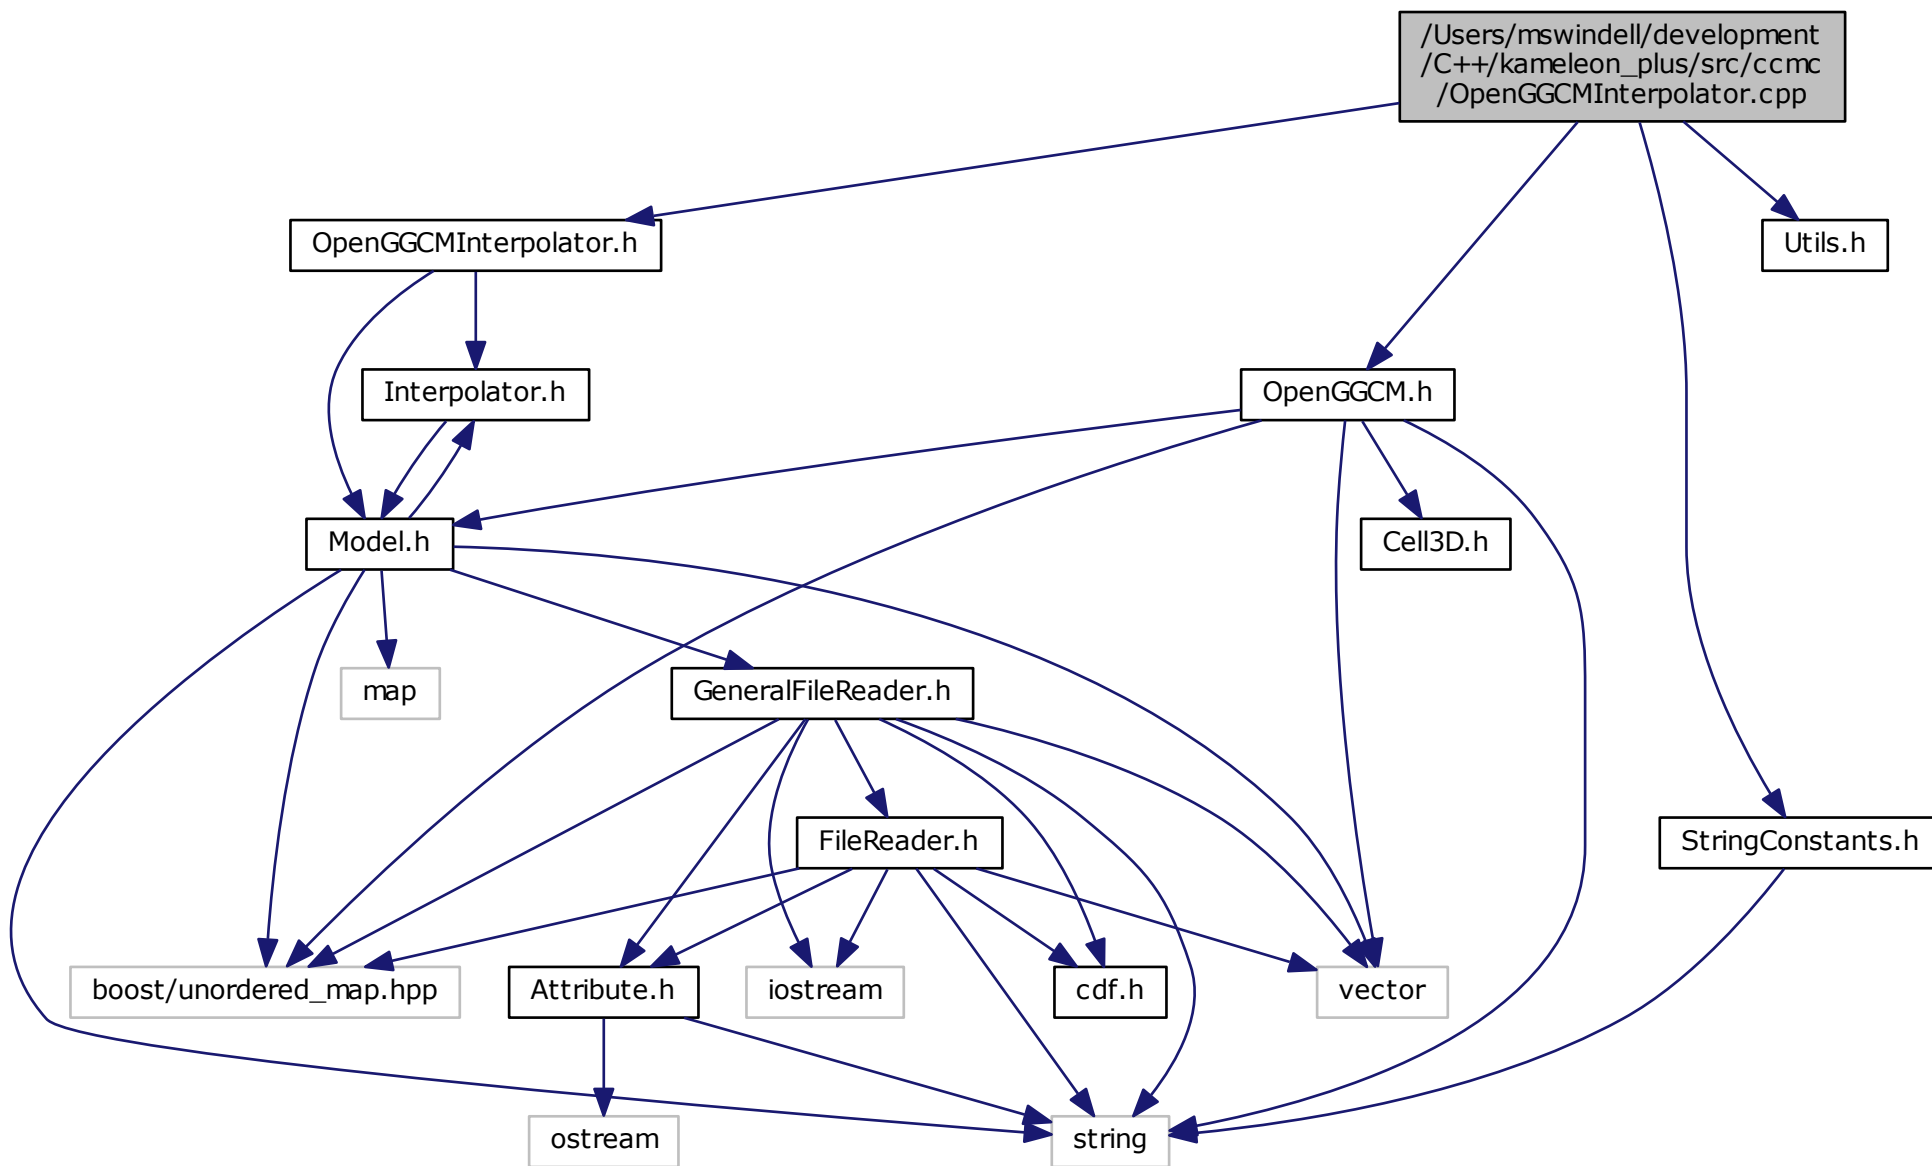 /Users/mswindell/development
/C++/kameleon_plus/src/ccmc
/OpenGGCMInterpolator.cpp
OpenGGCMInterpolator.h
Utils.h
Interpolator.h
OpenGGCM.h
Model.h
Cell3D.h
map
GeneralFileReader.h
FileReader.h
StringConstants.h
boost/unordered_map.hpp
Attribute.h
iostream
cdf.h
vector
ostream
string